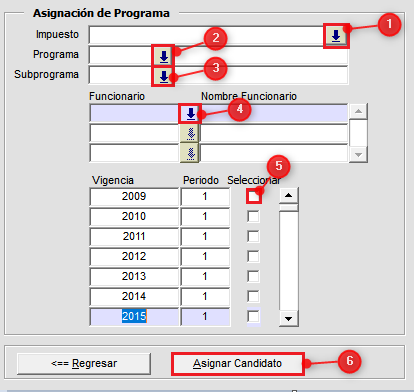 Asignación de Programa
Impuesto 1
Programa 2
Subprograma 3
Funcionario Nombre Funcionario
4
5
Vigencia Periodo Seleccionar
2009 1
2010 1
2011 1
2012 1
2013 1
2014 1
2015 1
<== Regresar Asignar Candidato 6